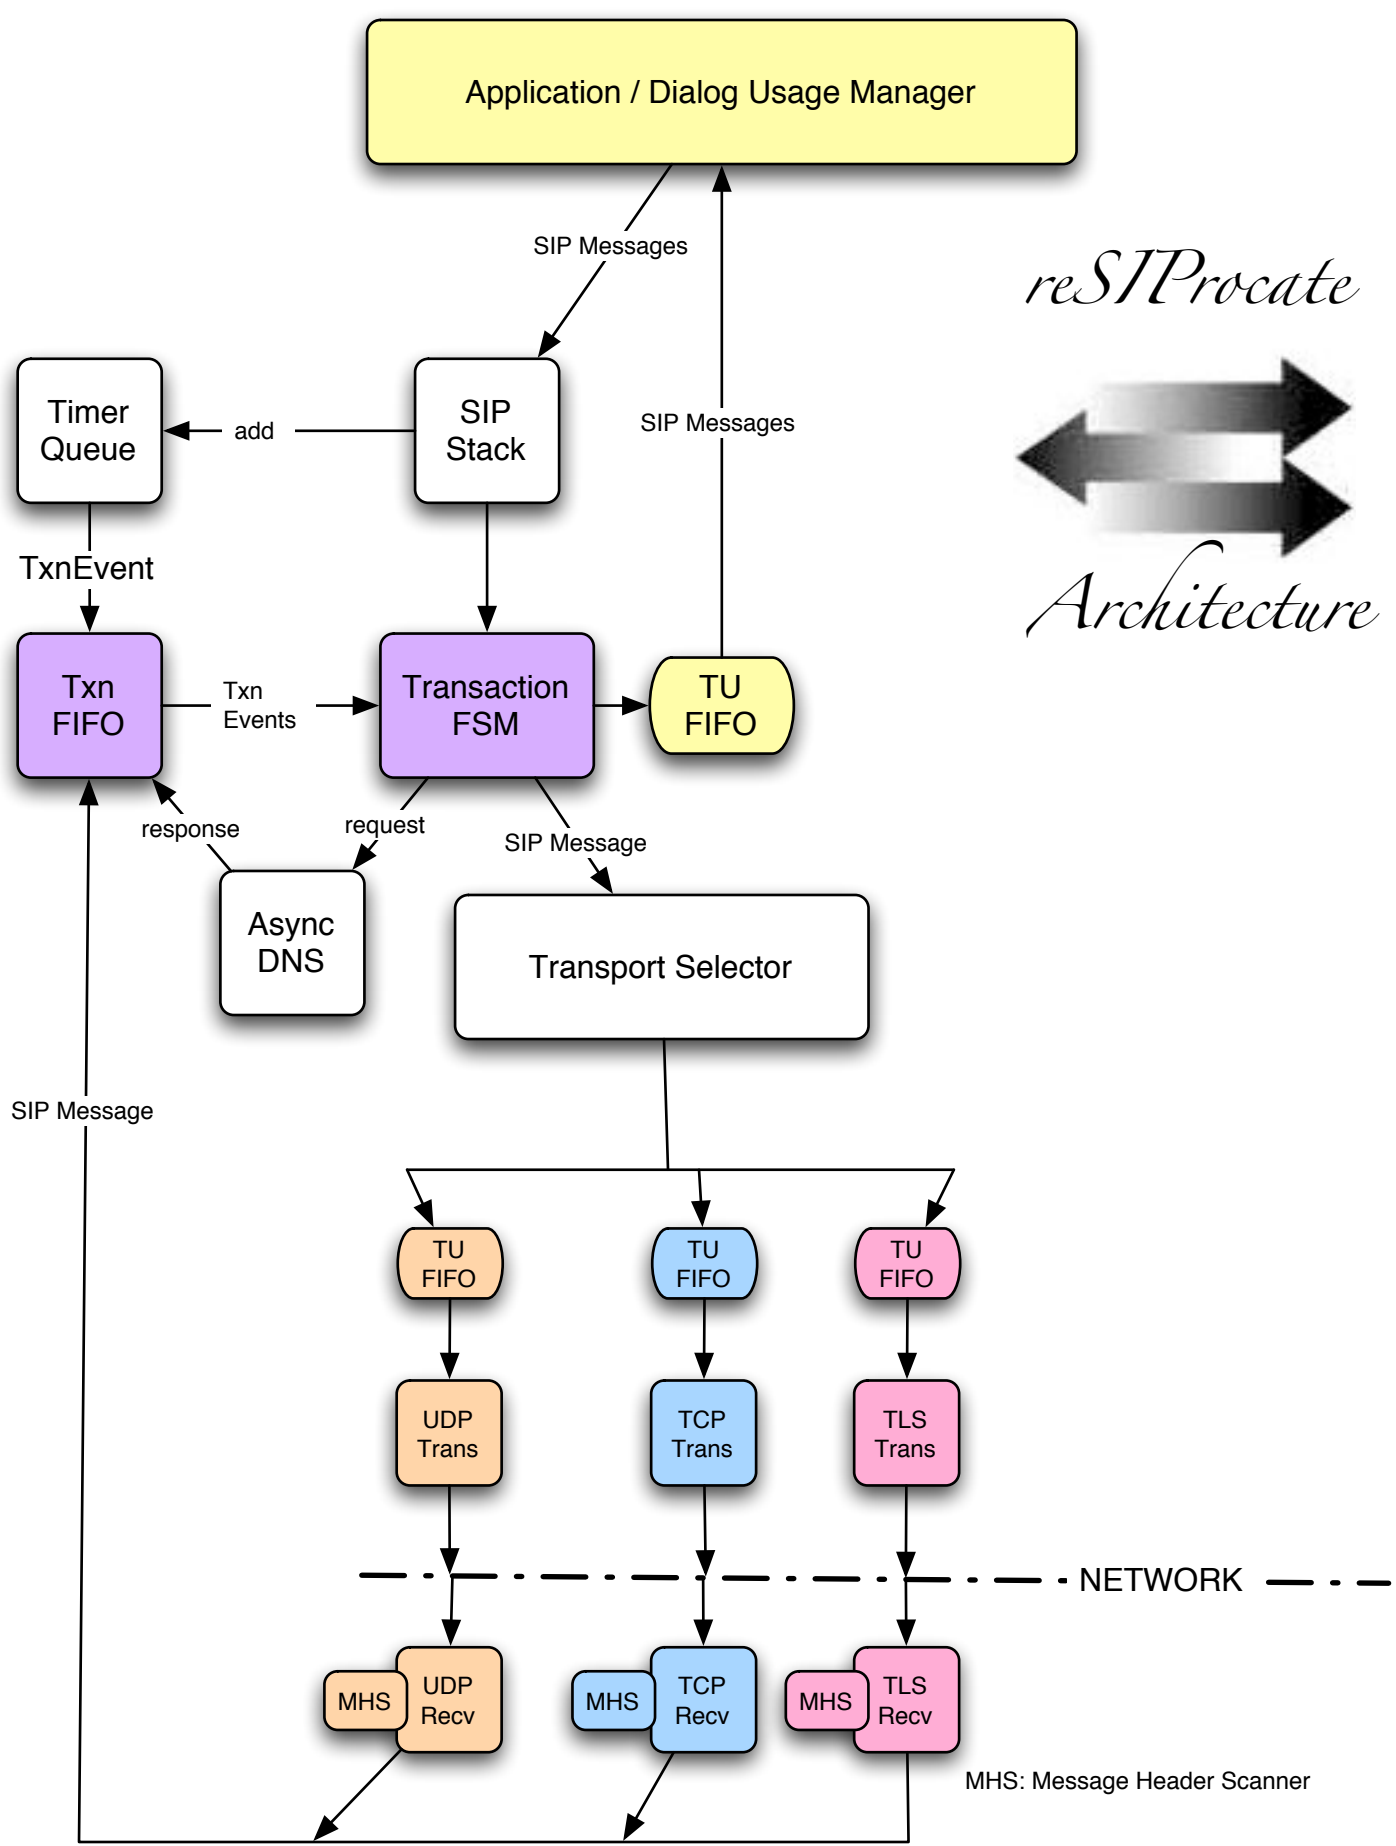 Application / Dialog Usage Manager
SIP Messages
reSIProcate
Timer
Queue
add
SIP
Stack
SIP Messages
TxnEvent
Architecture
Txn
FIFO
Txn
Events
Transaction
FSM
TU
FIFO
response
request
SIP Message
Async
DNS
Transport Selector
SIP Message
TU
FIFO
TU
FIFO
TU
FIFO
UDP
Trans
TCP
Trans
TLS
Trans
NETWORK
MHS
UDP
Recv
MHS
TCP
Recv
MHS
TLS
Recv
MHS: Message Header Scanner